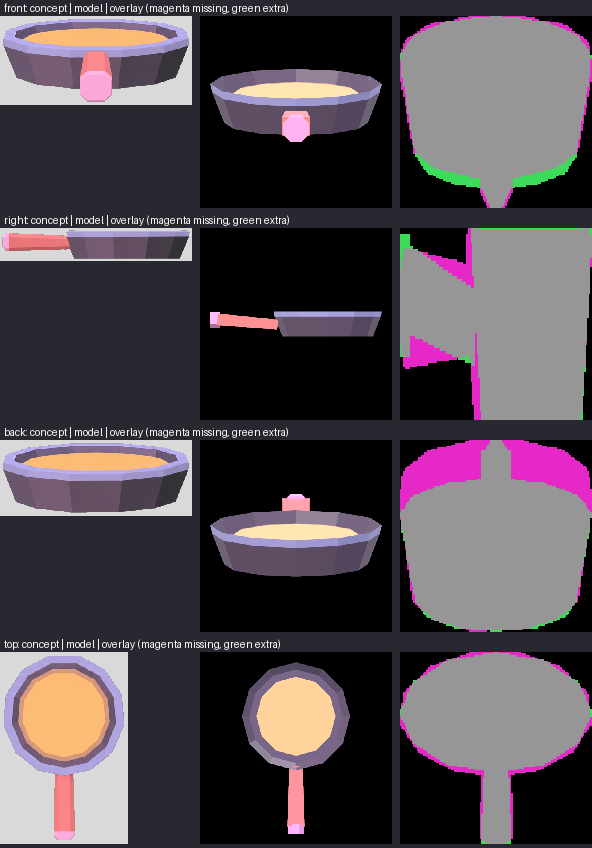 front: concept | model | overlay (magenta missing, green extra)
right: concept | model | overlay (magenta missing, green extra)
back: concept | model | overlay (magenta missing, green extra)
top: concept | model | overlay (magenta missing, green extra)